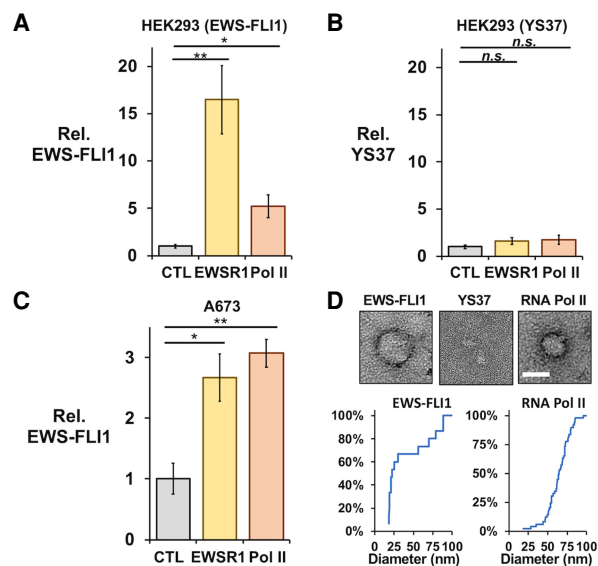 A
HEK293 (EWS-FLI1)
*
**
20
15
10
5
0
Rel.
EWS-FLI1
CTL EWSR1 Pol II
B
HEK293 (YS37)
n.s.
n.s.
20
15
10
5
0
Rel.
YS37
CTL EWSR1 Pol II
C
A673
**
*
3
2
1
0
Rel.
EWS-FLI1
CTL EWSR1 Pol II
D
EWS-FLI1 YS37 RNA Pol II
EWS-FLI1
100%
80%
60%
40%
20%
0%
0 25 50 75 100
Diameter (nm)
RNA Pol II
100%
75%
50%
25%
0%
0 25 50 75 100
Diameter (nm)